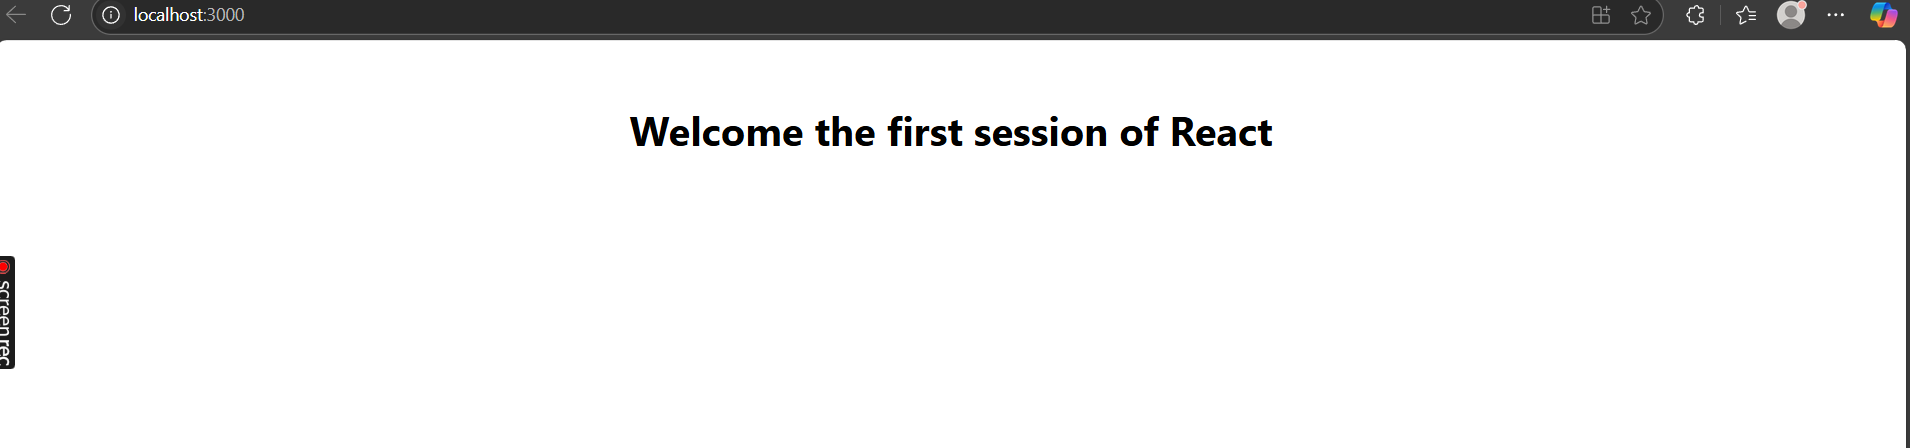 localhost:3000
Welcome the first session of React
screenrec